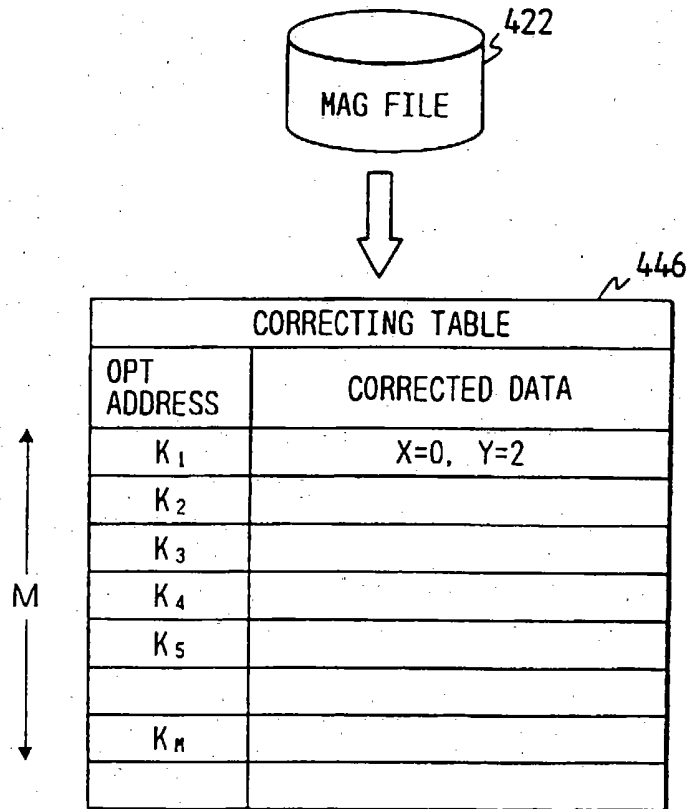 422
MAG FILE
446
CORRECTING TABLE
OPT ADDRESS
CORRECTED DATA
K₁ X=0, Y=2
K₂
K₃
M
K₄
K₅
Kₘ